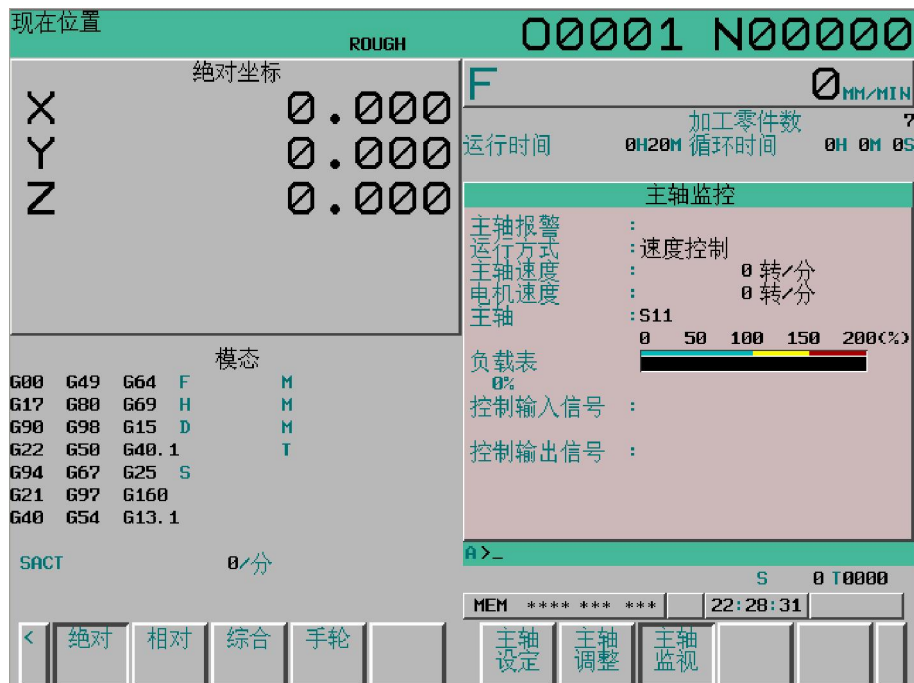 现在位置
ROUGH
O0001 N00000
绝对坐标
X 0.000
Y 0.000
Z 0.000
F 0 MM/MIN
加工零件数 7
运行时间 0H20M 循环时间 0H 0M 0S
主轴监控
主轴报警 :
运行方式 :速度控制
主轴速度 : 0 转/分
电机速度 : 0 转/分
主轴 :S11
0 50 100 150 200(%)
负载表
0%
控制输入信号 :
控制输出信号 :
模态
G00 G49 G64 F M
G17 G80 G69 H M
G90 G98 G15 D M
G22 G50 G40.1 T
G94 G67 G25 S
G21 G97 G160
G40 G54 G13.1
SACT 0/分
A>_
S 0 T0000
MEM **** *** *** 22:28:31
< 绝对 相对 综合 手轮
主轴设定 主轴调整 主轴监视